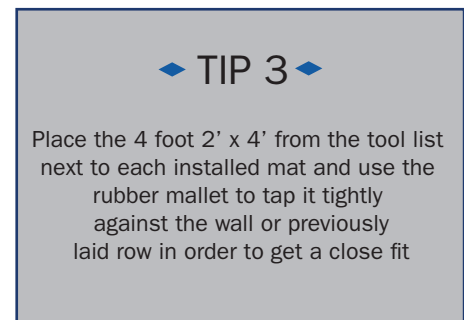 TIP 3
Place the 4 foot 2’ x 4’ from the tool list
next to each installed mat and use the
rubber mallet to tap it tightly
against the wall or previously
laid row in order to get a close fit